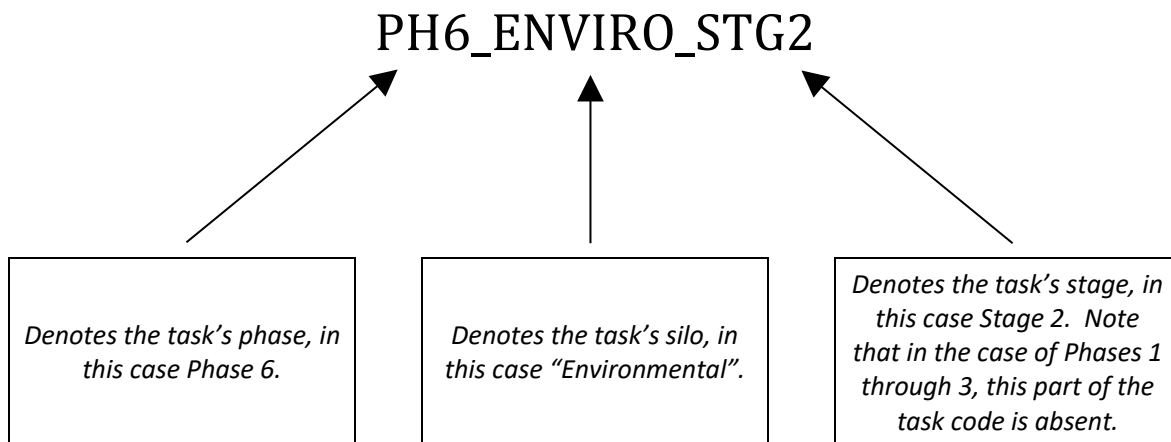 PH6_ENVIRO_STG2
Denotes the task’s phase, in
this case Phase 6.
Denotes the task’s silo, in
this case “Environmental”.
Denotes the task’s stage, in
this case Stage 2.  Note
that in the case of Phases 1
through 3, this part of the
task code is absent.